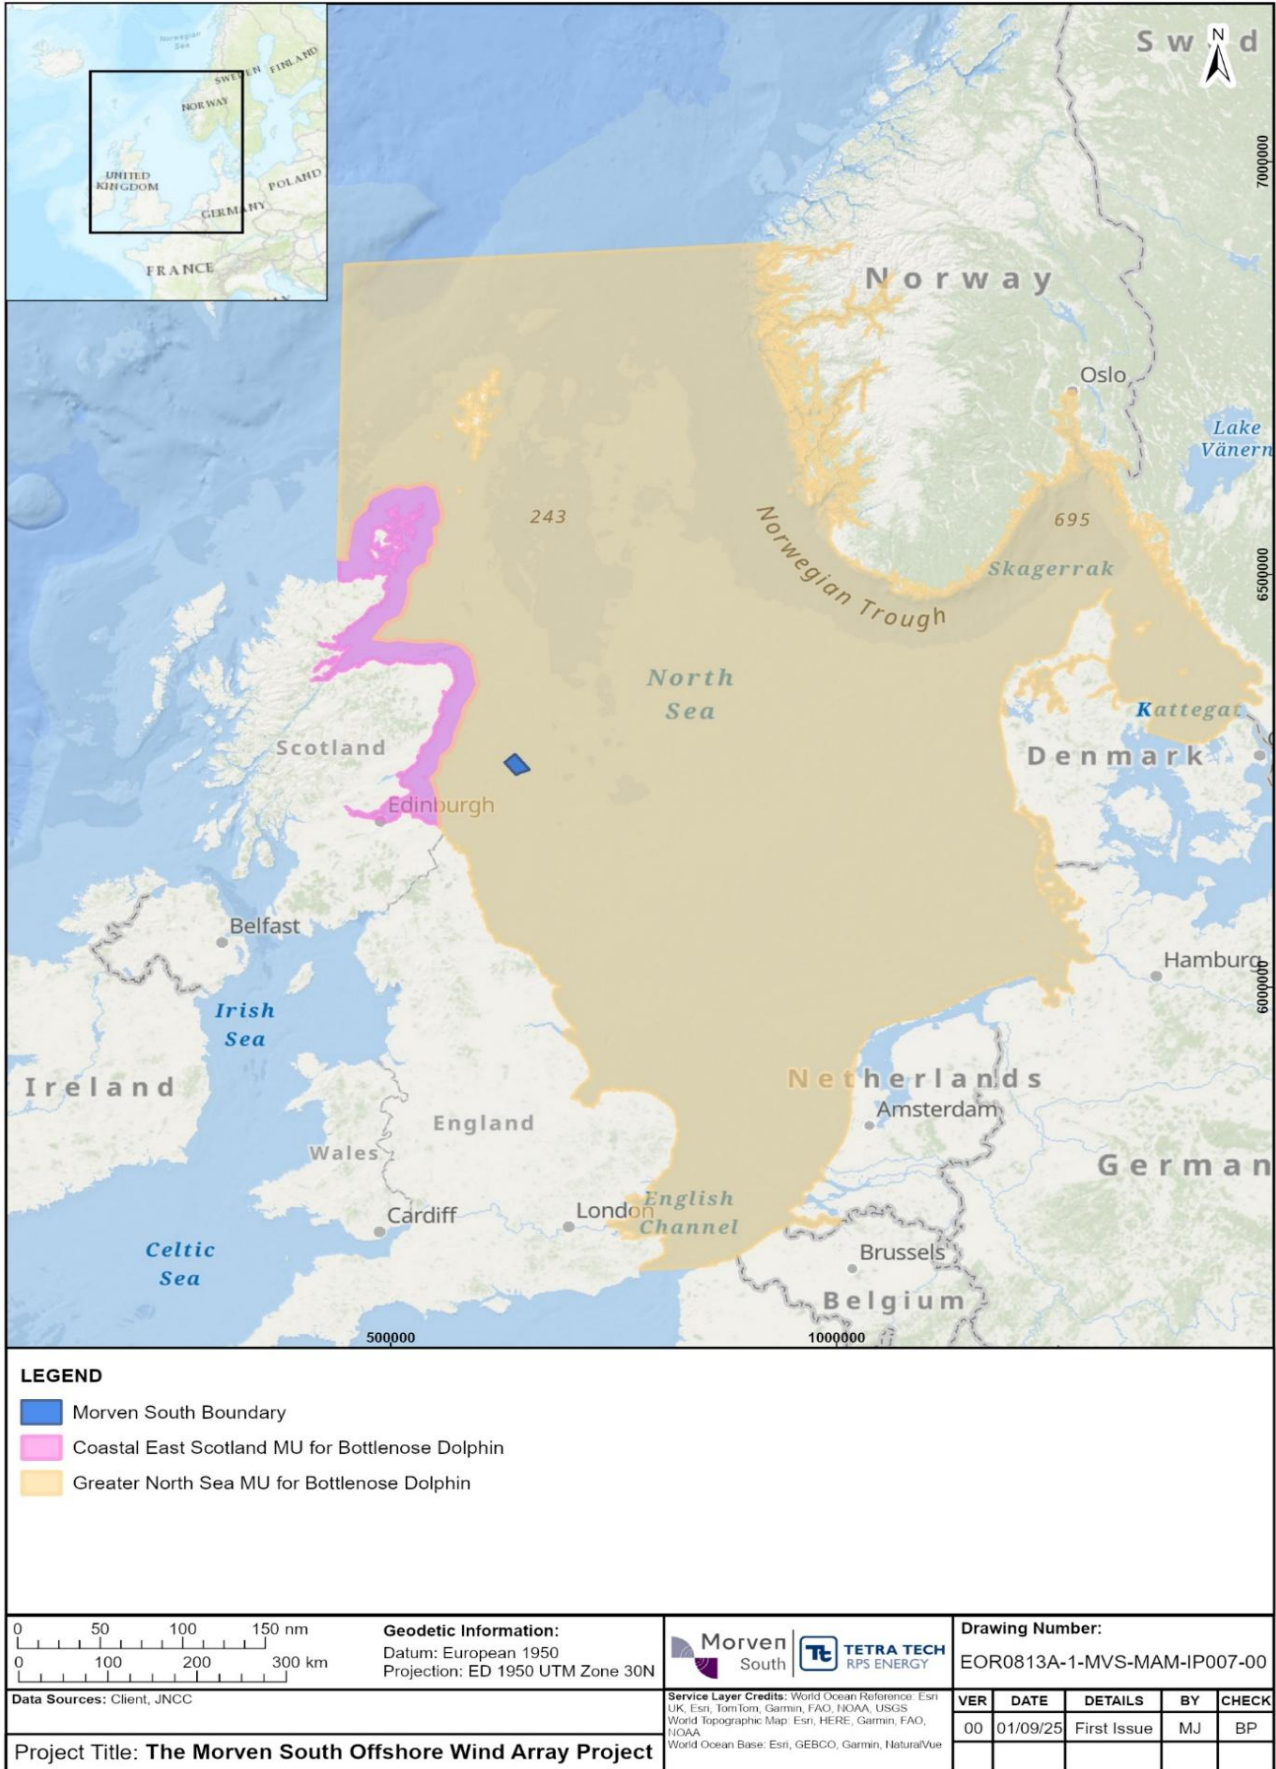 Norwegian
Sea
SWEDEN
FINLAND
NORWAY
UNITED
KINGDOM
POLAND
GERMANY
FRANCE
N
Sw d
7000000
Norway
Oslo
Lake
Vänern
243
695
Norwegian Trough
Skagerrak
6500000
North
Sea
Kattegat
Scotland
Denmark
Edinburgh
Belfast
Hamburg
6000000
Irish
Sea
Ireland
Netherlands
Amsterdam
England
Wales
German
London
English
Channel
Cardiff
Celtic
Sea
Brussels
Belgium
500000
1000000
LEGEND
Morven South Boundary
Coastal East Scotland MU for Bottlenose Dolphin
Greater North Sea MU for Bottlenose Dolphin
0 50 100 150 nm
0 100 200 300 km
Geodetic Information:
Datum: European 1950
Projection: ED 1950 UTM Zone 30N
Data Sources: Client, JNCC
Project Title: The Morven South Offshore Wind Array Project
Morven
South
Tt
TETRA TECH
RPS ENERGY
Service Layer Credits: World Ocean Reference: Esri
UK, Esri, TomTom, Garmin, FAO, NOAA, USGS
World Topographic Map: Esri, HERE, Garmin, FAO,
NOAA
World Ocean Base: Esri, GEBCO, Garmin, NaturalVue
Drawing Number:
EOR0813A-1-MVS-MAM-IP007-00
VER DATE DETAILS BY CHECK
00 01/09/25 First Issue MJ BP